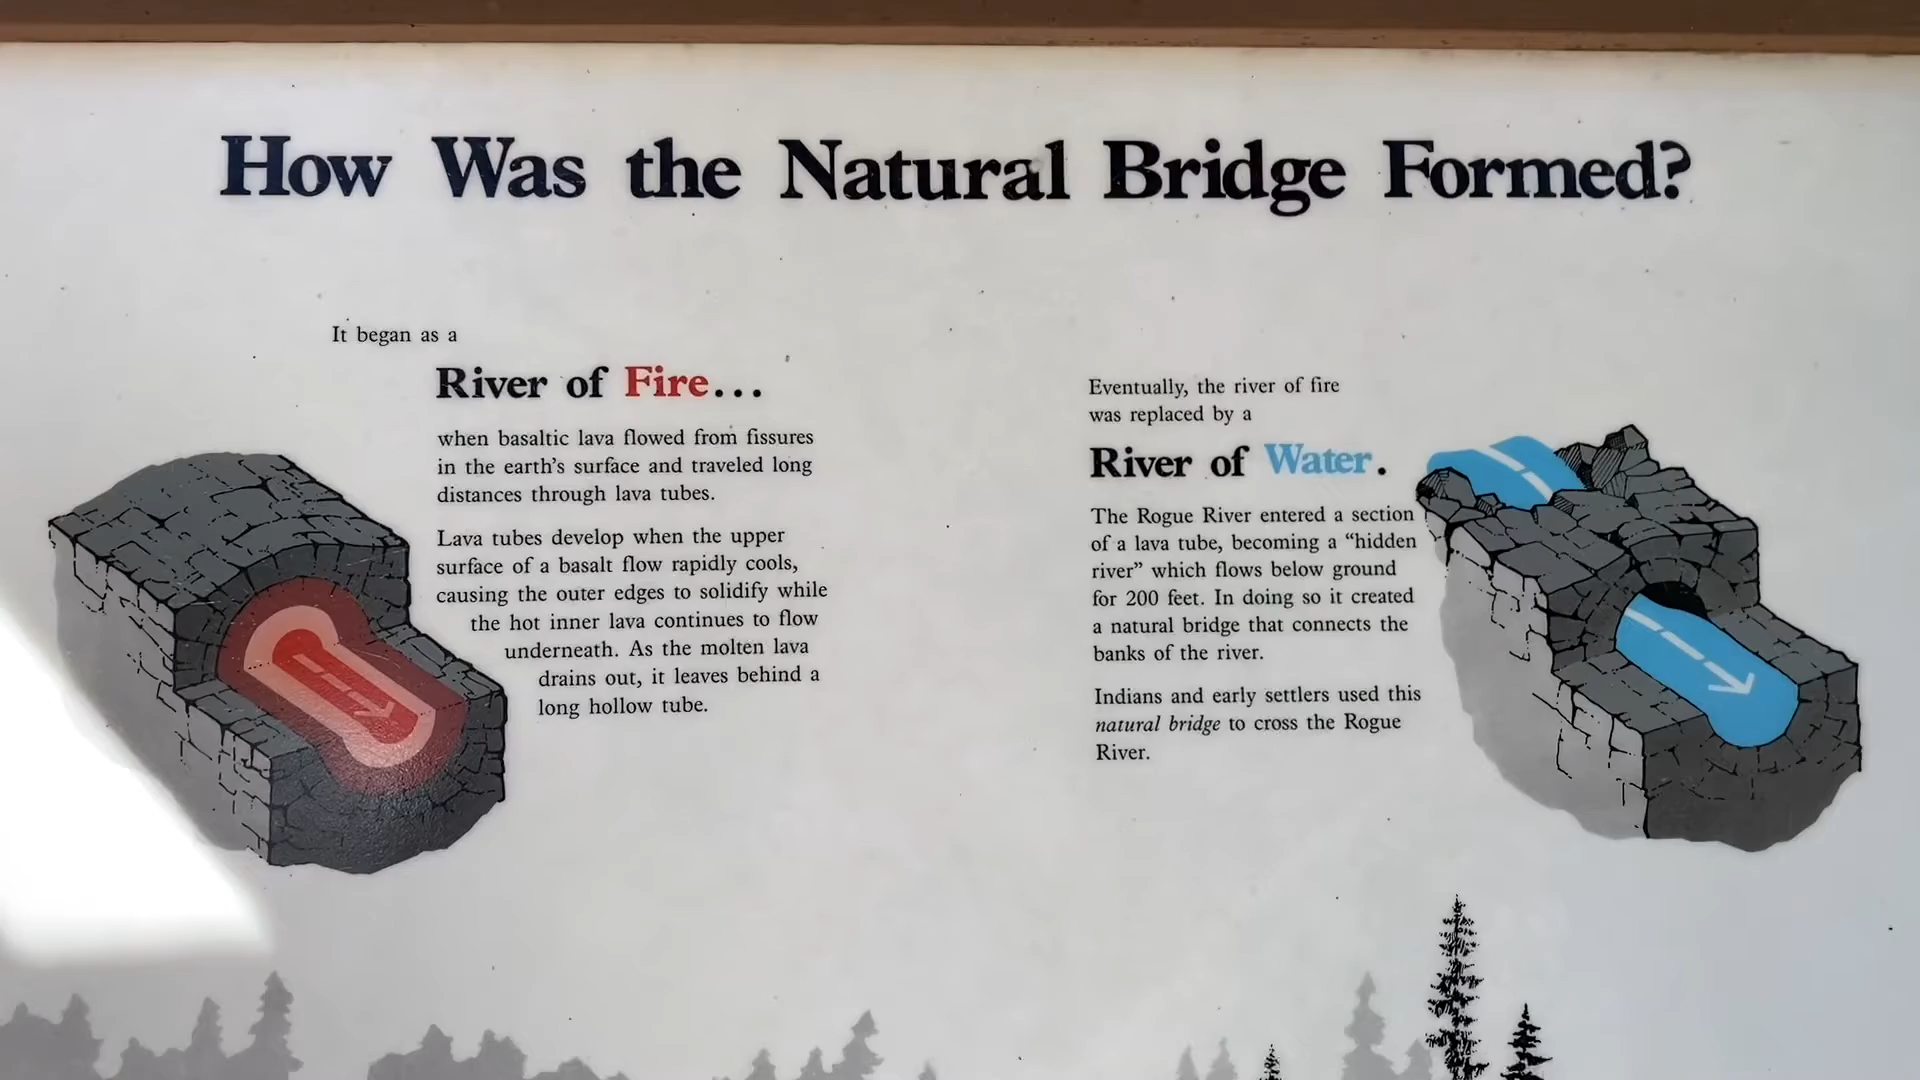 How Was the Natural Bridge Formed?
It began as a
River of Fire...
when basaltic lava flowed from fissures
in the earth's surface and traveled long
distances through lava tubes.
Lava tubes develop when the upper
surface of a basalt flow rapidly cools,
causing the outer edges to solidify while
the hot inner lava continues to flow
underneath. As the molten lava
drains out, it leaves behind a
long hollow tube.
Eventually, the river of fire
was replaced by a
River of Water.
The Rogue River entered a section
of a lava tube, becoming a “hidden
river” which flows below ground
for 200 feet. In doing so it created
a natural bridge that connects the
banks of the river.
Indians and early settlers used this
natural bridge to cross the Rogue
River.